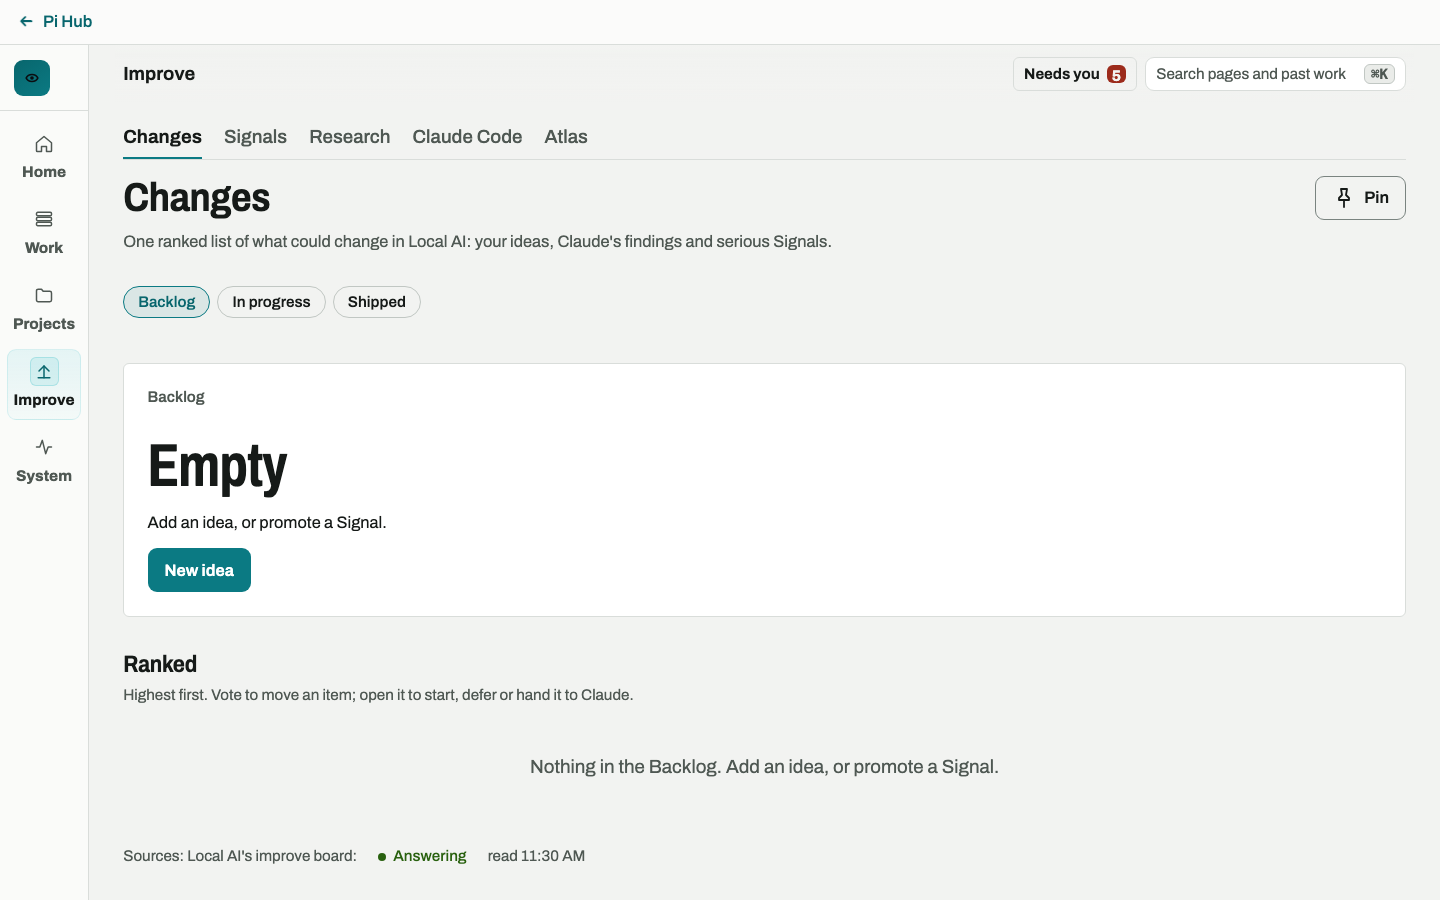 Pi Hub
Improve
Needs you 5
Search pages and past work ⌘K
Home
Work
Projects
Improve
System
Changes Signals Research Claude Code Atlas
Changes
Pin
One ranked list of what could change in Local AI: your ideas, Claude's findings and serious Signals.
Backlog In progress Shipped
Backlog
Empty
Add an idea, or promote a Signal.
New idea
Ranked
Highest first. Vote to move an item; open it to start, defer or hand it to Claude.
Nothing in the Backlog. Add an idea, or promote a Signal.
Sources: Local AI's improve board: Answering read 11:30 AM